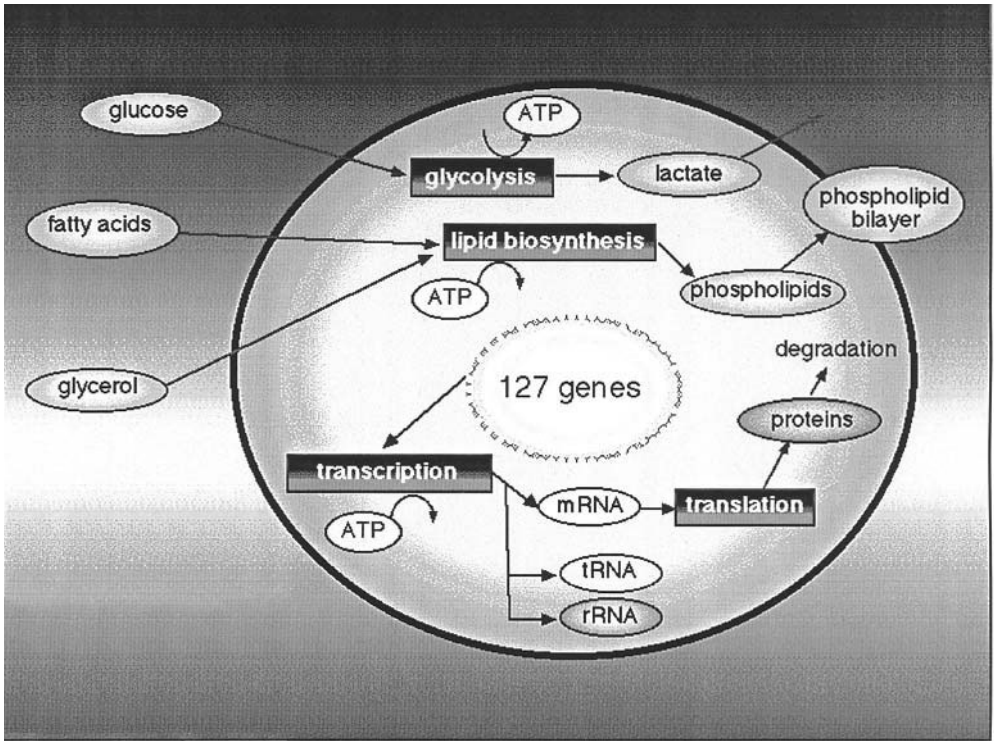 glucose
ATP
glycolysis
lactate
phospholipid
bilayer
fatty acids
lipid biosynthesis
ATP
phospholipids
degradation
glycerol
127 genes
proteins
transcription
mRNA
translation
ATP
tRNA
rRNA